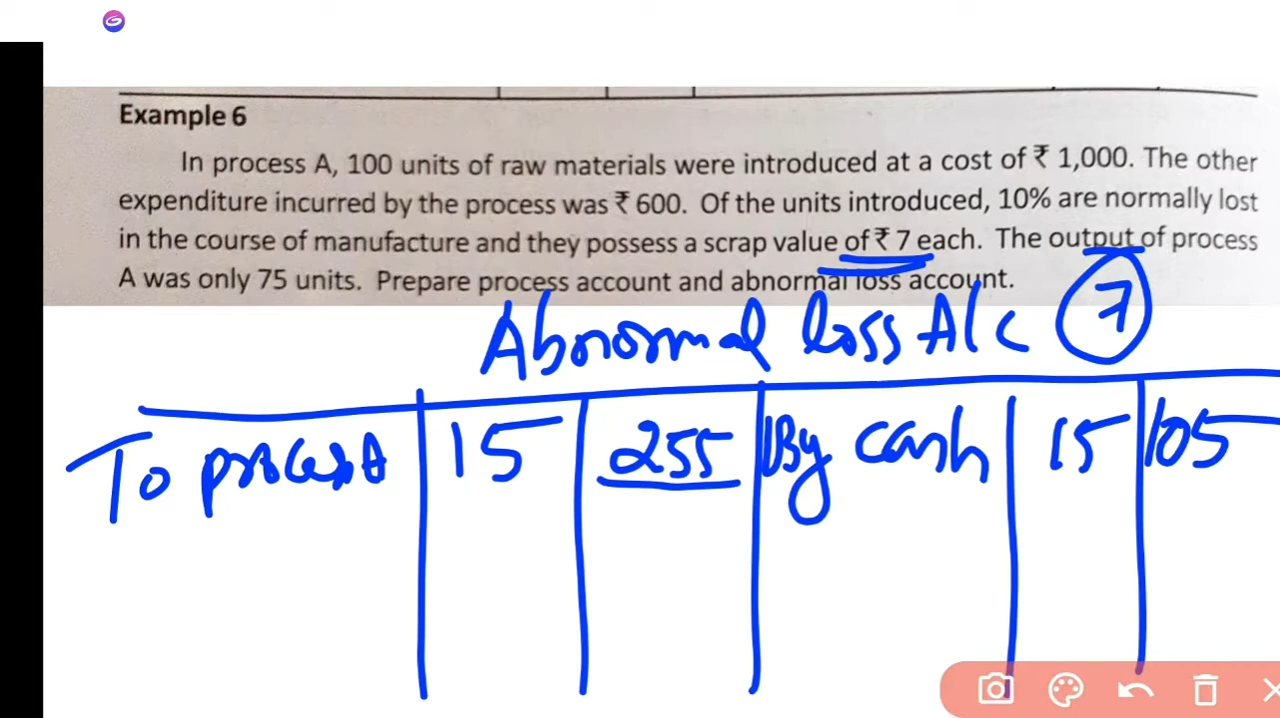 Example 6
In process A, 100 units of raw materials were introduced at a cost of ₹ 1,000. The other
expenditure incurred by the process was ₹ 600. Of the units introduced, 10% are normally lost
in the course of manufacture and they possess a scrap value of ₹ 7 each. The output of process
A was only 75 units. Prepare process account and abnormal loss account.
Abnormal loss A/c 7
To process A 15 255 By cash 15 105